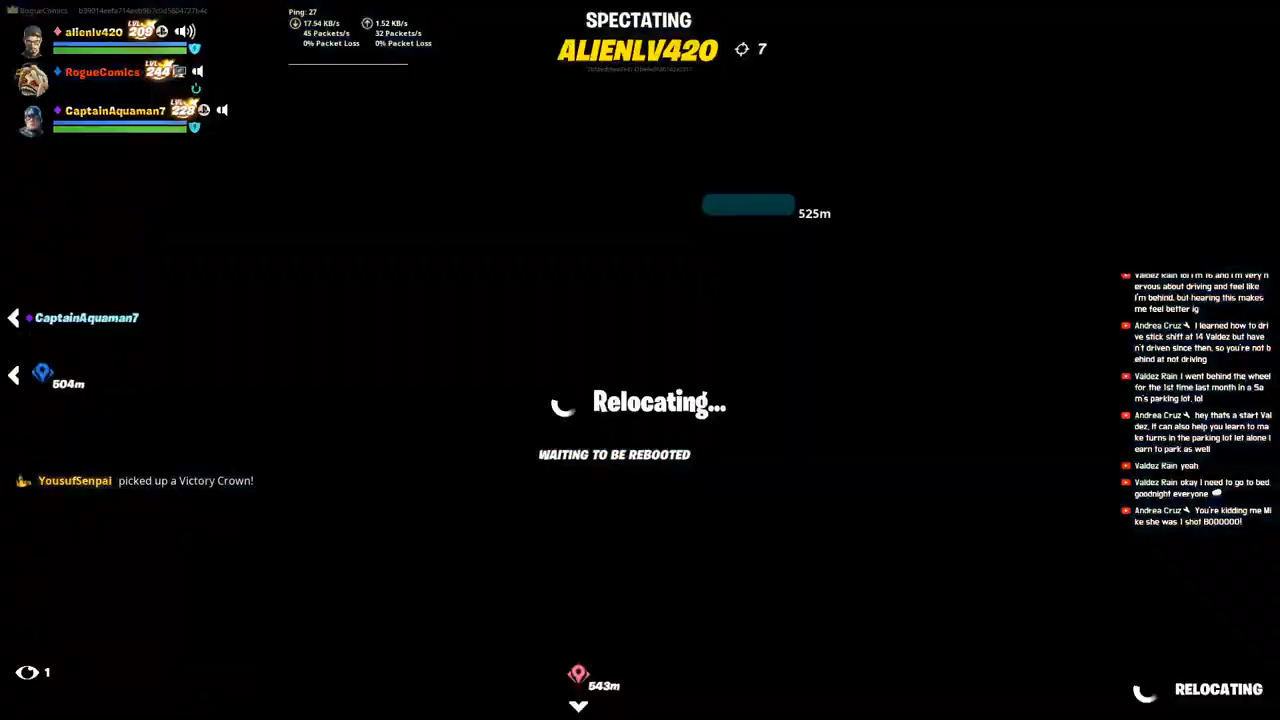 RogueComics
Ping: 27
17.54 KB/s 1.52 KB/s
45 Packets/s 32 Packets/s
0% Packet Loss 0% Packet Loss
SPECTATING
ALIENLV420 7
alienlv420 LVL 209
RogueComics LVL 244
CaptainAquaman7 LVL 228
525m
CaptainAquaman7
504m
Relocating...
WAITING TO BE REBOOTED
YousufSenpai picked up a Victory Crown!
Valdez Rain lol I'm 16 and I'm very n
ervous about driving and feel like
I'm behind, but hearing this makes
me feel better ig
Andrea Cruz I learned how to dri
ve stick shift at 14 Valdez but have
n't driven since then, so you're not b
ehind at not driving
Valdez Rain I went behind the wheel
for the 1st time last month in a Sa
m's parking lot, lol
Andrea Cruz hey thats a start Val
dez, It can also help you learn to ma
ke turns in the parking lot let alone l
earn to park as well
Valdez Rain yeah
Valdez Rain okay I need to go to bed,
goodnight everyone
Andrea Cruz You're kidding me Mi
ke she was 1 shot BOOOOOO!
1
543m
RELOCATING